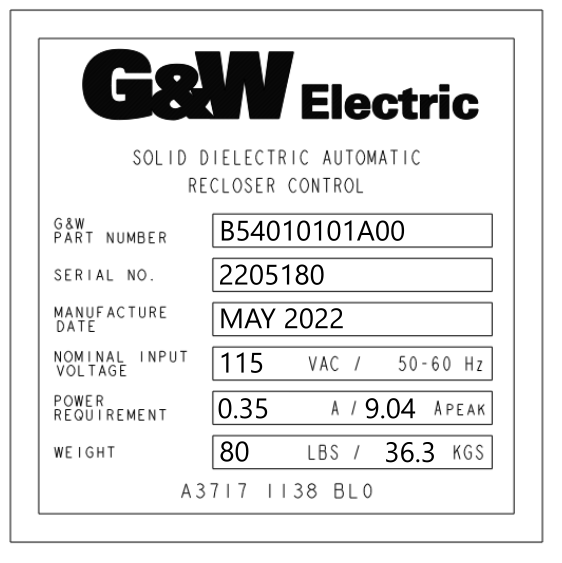 G&W Electric
SOLID DIELECTRIC AUTOMATIC
RECLOSER CONTROL
G&W
PART NUMBER B54010101A00
SERIAL NO. 2205180
MANUFACTURE
DATE MAY 2022
NOMINAL INPUT
VOLTAGE 115 VAC / 50-60 Hz
POWER
REQUIREMENT 0.35 A / 9.04 APEAK
WEIGHT 80 LBS / 36.3 KGS
A3717 1138 BL0